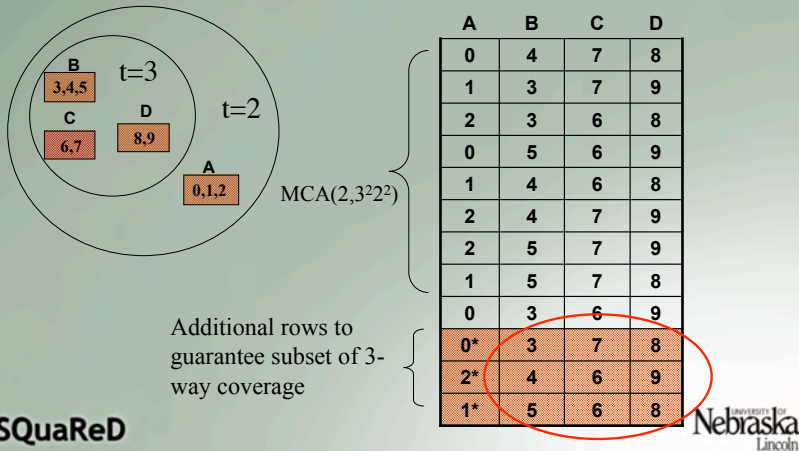 B
3,4,5
t=3
C
6,7
D
8,9
t=2
A
0,1,2
MCA(2,3²2²)
Additional rows to
guarantee subset of 3-
way coverage
A B C D
0 4 7 8
1 3 7 9
2 3 6 8
0 5 6 9
1 4 6 8
2 4 7 9
2 5 7 9
1 5 7 8
0 3 6 9
0* 3 7 8
2* 4 6 9
1* 5 6 8
SQuaReD
UNIVERSITY OF
Nebraska
Lincoln